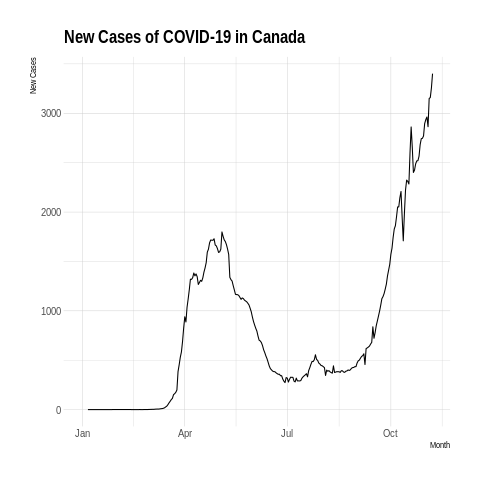 New Cases of COVID-19 in Canada
New Cases
3000
2000
1000
0
Jan Apr Jul Oct
Month